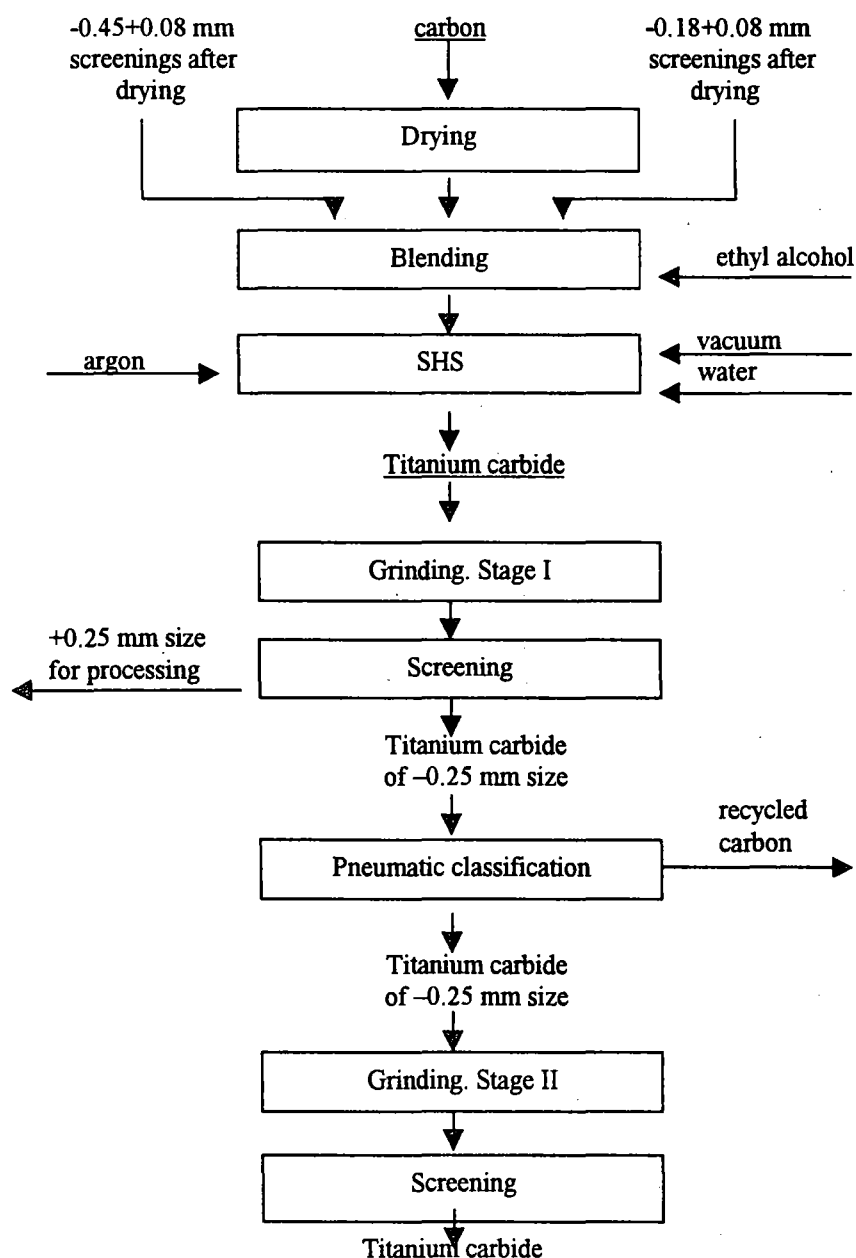 -0.45+0.08 mm
screenings after
drying
carbon
-0.18+0.08 mm
screenings after
drying
Drying
Blending
ethyl alcohol
argon
SHS
vacuum
water
Titanium carbide
Grinding. Stage I
+0.25 mm size
for processing
Screening
Titanium carbide
of –0.25 mm size
Pneumatic classification
recycled
carbon
Titanium carbide
of –0.25 mm size
Grinding. Stage II
Screening
Titanium carbide